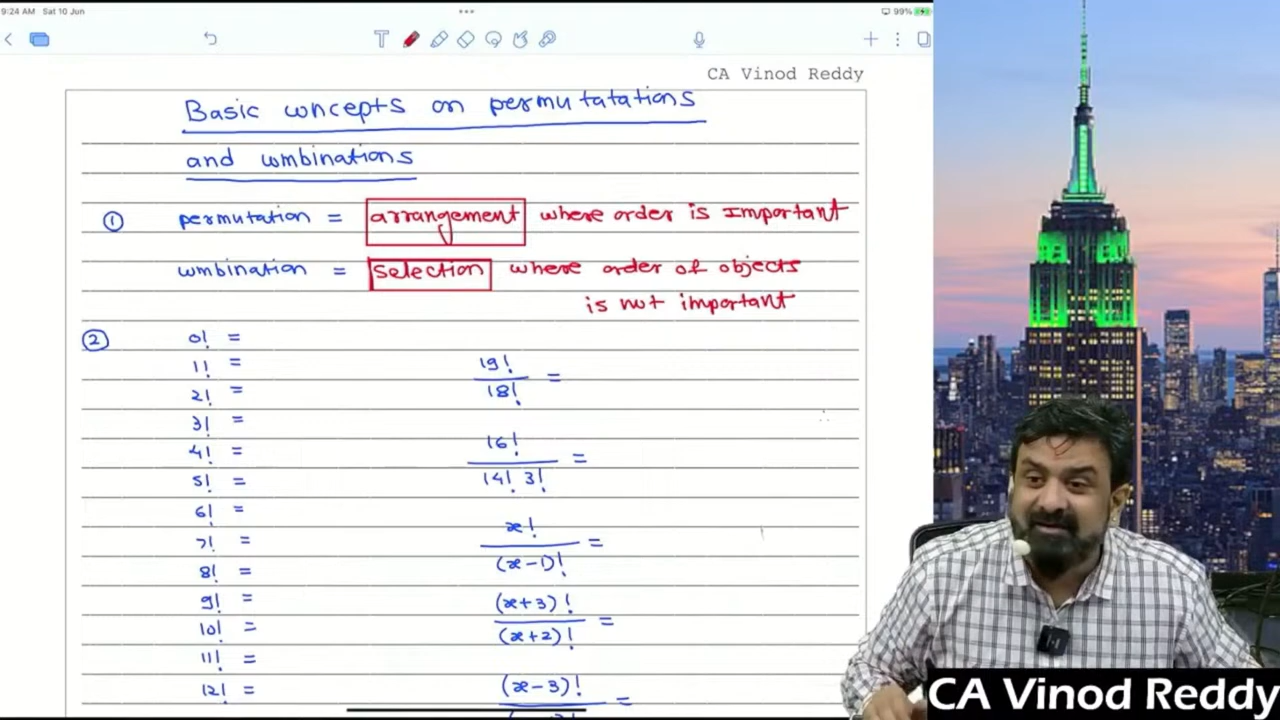 9:24 AM Sat 10 Jun
99%
CA Vinod Reddy
Basic concepts on permutatations
and combinations
① permutation = arrangement where order is important
combination = selection where order of objects
is not important
② 0! =
1! =
2! =
3! =
4! =
5! =
6! =
7! =
8! =
9! =
10! =
11! =
12! =
19!
18! =
16!
14! 3! =
x!
(x-1)! =
(x+3)!
(x+2)! =
(x-3)!
=
CA Vinod Reddy